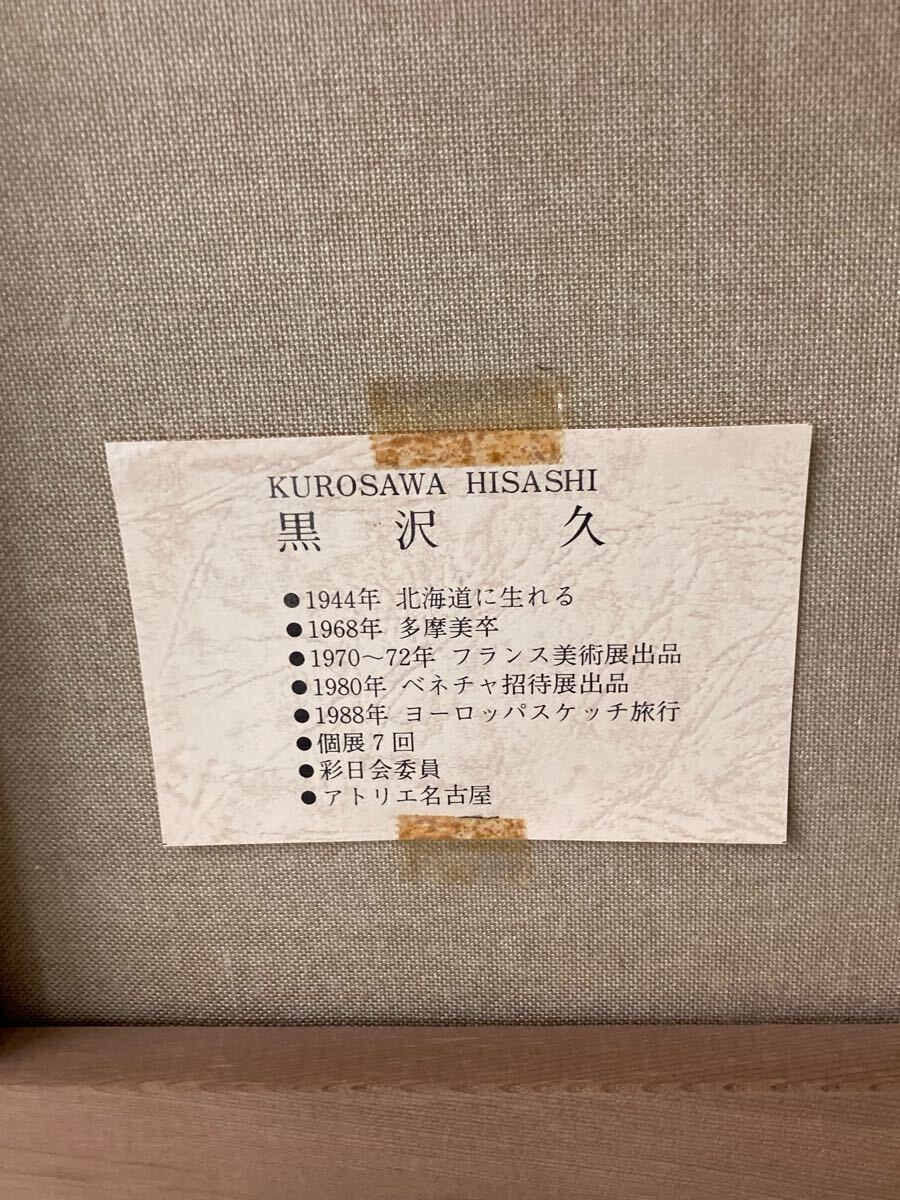 KUROSAWA HISASHI
黒沢 久
●1944年 北海道に生れる
●1968年 多摩美卒
●1970〜72年 フランス美術展出品
●1980年 ベネチャ招待展出品
●1988年 ヨーロッパスケッチ旅行
●個展7回
●彩日会委員
●アトリエ名古屋